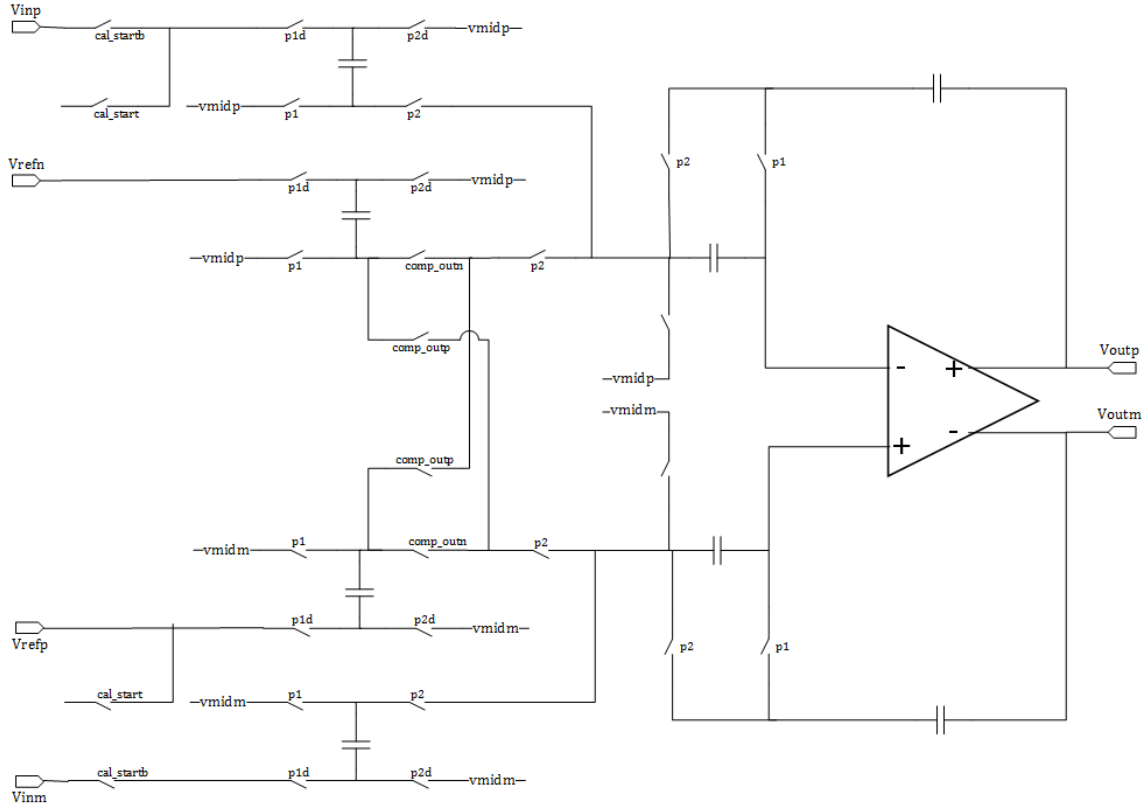 Vinp
cal_startb
p1d
p2d
vmidp
cal_start
vmidp
p1
p2
Vrefn
p1d
p2d
vmidp
p2
p1
vmidp
p1
comp_outn
p2
comp_outp
vmidp
vmidm
- +
+ -
Voutp
Voutm
comp_outp
vmidm
p1
comp_outn
p2
Vrefp
p1d
p2d
vmidm
p2
p1
cal_start
vmidm
p1
p2
Vinm
cal_startb
p1d
p2d
vmidm